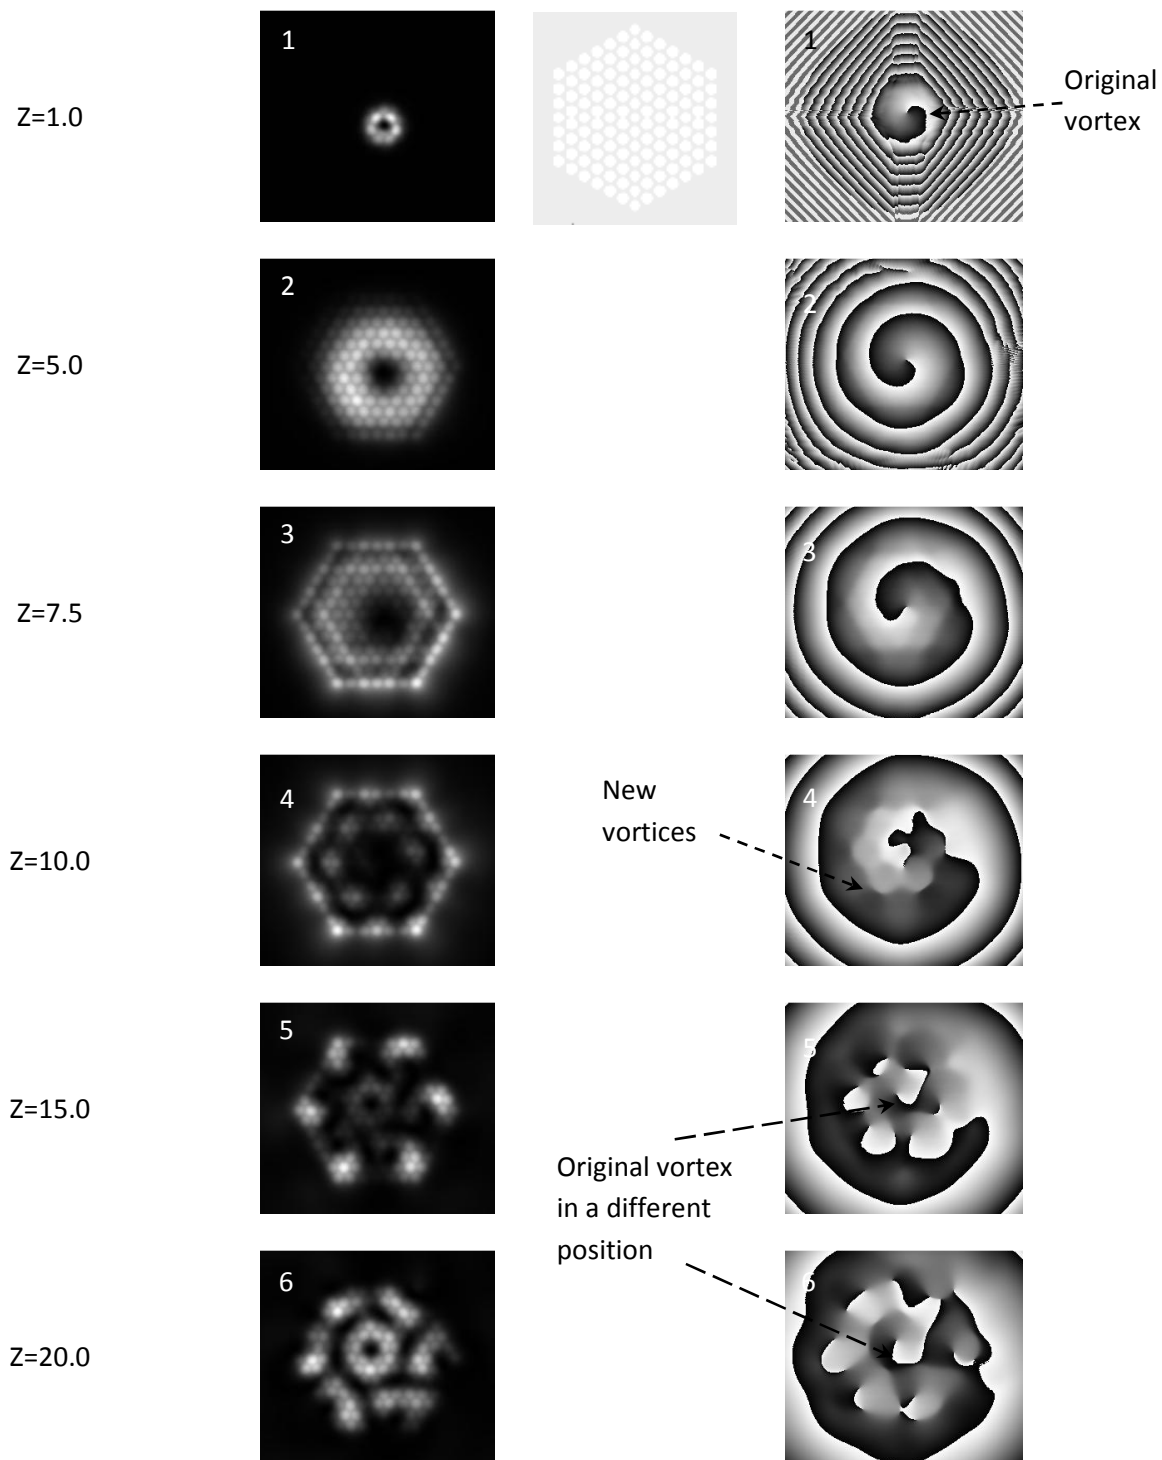 Z=1.0
1
1
Original
vortex
Z=5.0
2
2
Z=7.5
3
3
Z=10.0
4
New
vortices
4
Z=15.0
5
5
Original vortex
in a different
position
Z=20.0
6
6